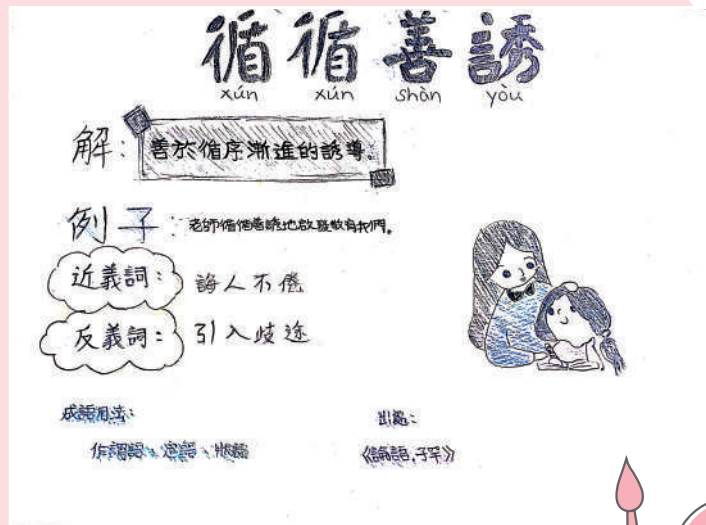 循循善誘
xún xún shàn yòu
解：善於循序漸進的誘導。
例子：老師循循善誘地啟發教育我們。
近義詞：誨人不倦
反義詞：引入歧途
成語用法：
作謂語、定語、狀語
出處：
《論語.子罕》